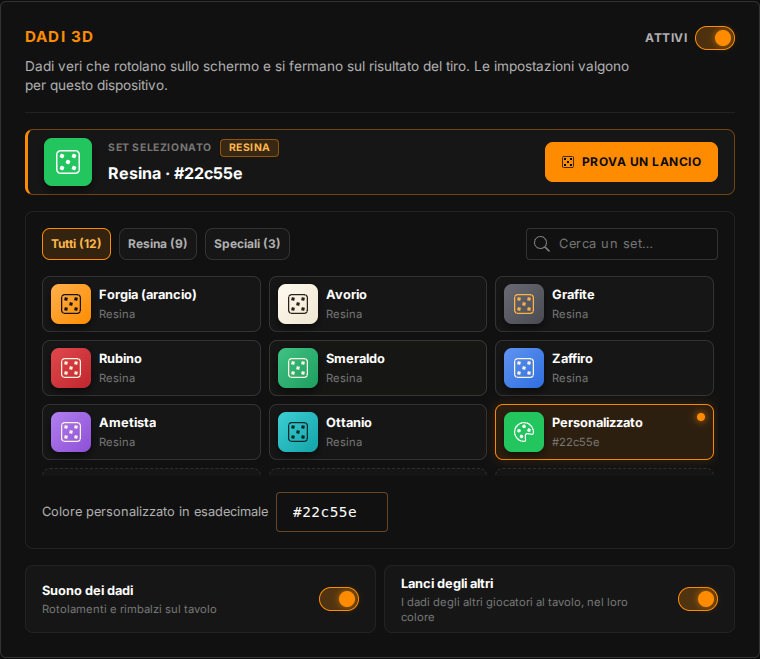 DADI 3D
ATTIVI
Dadi veri che rotolano sullo schermo e si fermano sul risultato del tiro. Le impostazioni valgono
per questo dispositivo.
SET SELEZIONATO RESINA
Resina · #22c55e
PROVA UN LANCIO
Tutti (12) Resina (9) Speciali (3)
Cerca un set...
Forgia (arancio)
Resina
Avorio
Resina
Grafite
Resina
Rubino
Resina
Smeraldo
Resina
Zaffiro
Resina
Ametista
Resina
Ottanio
Resina
Personalizzato
#22c55e
Colore personalizzato in esadecimale #22c55e
Suono dei dadi
Rotolamenti e rimbalzi sul tavolo
Lanci degli altri
I dadi degli altri giocatori al tavolo, nel loro
colore